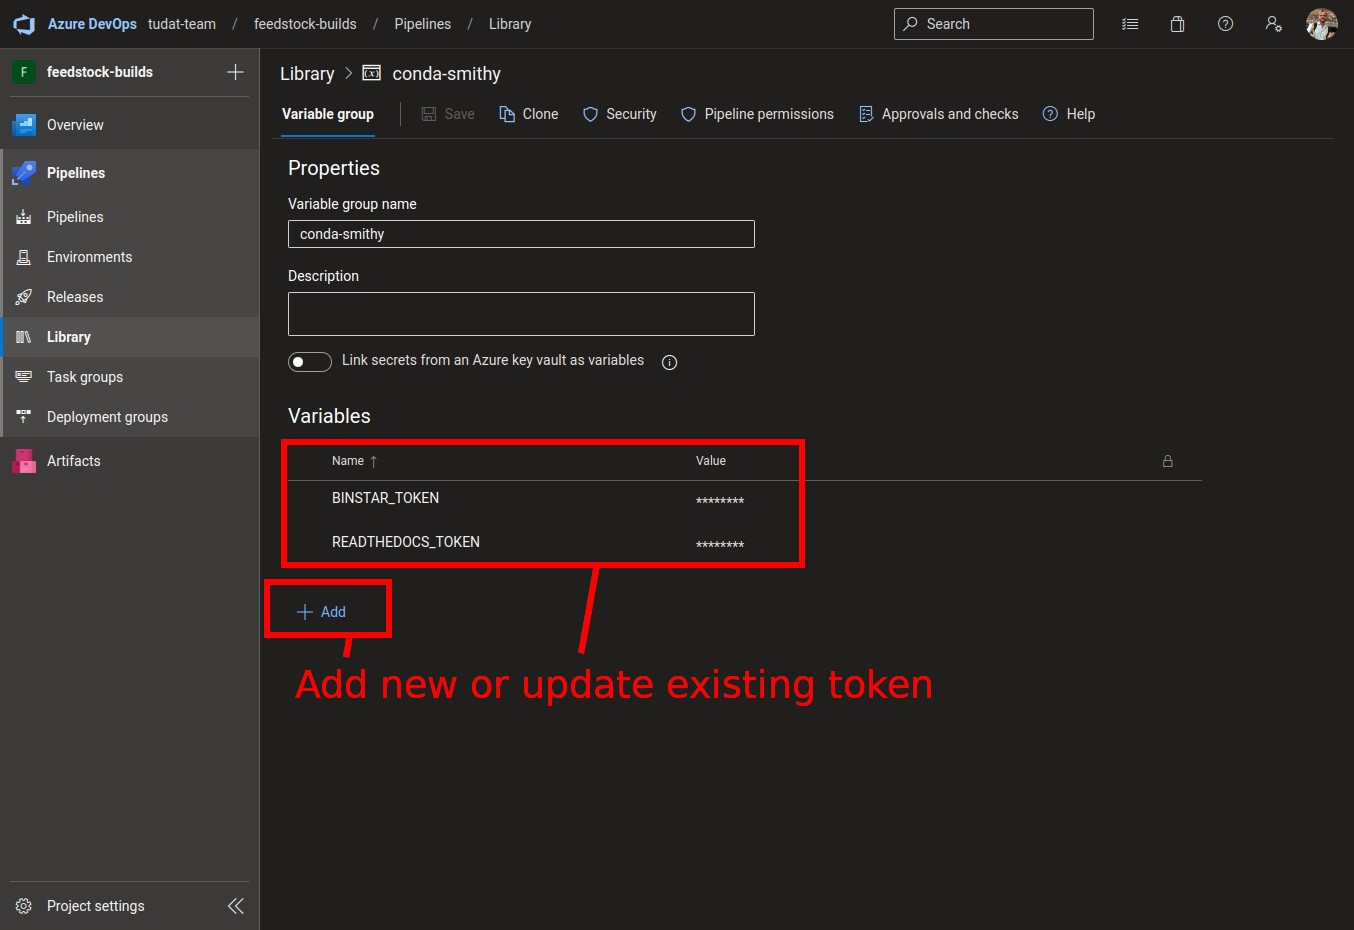 Azure DevOps tudat-team / feedstock-builds / Pipelines / Library Search
F feedstock-builds
Library > conda-smithy
Variable group Save Clone Security Pipeline permissions Approvals and checks Help
Overview
Pipelines
Pipelines
Environments
Releases
Library
Task groups
Deployment groups
Artifacts
Properties
Variable group name
conda-smithy
Description
Link secrets from an Azure key vault as variables
Variables
Name ↑ Value
BINSTAR_TOKEN ********
READTHEDOCS_TOKEN ********
+ Add
Add new or update existing token
Project settings